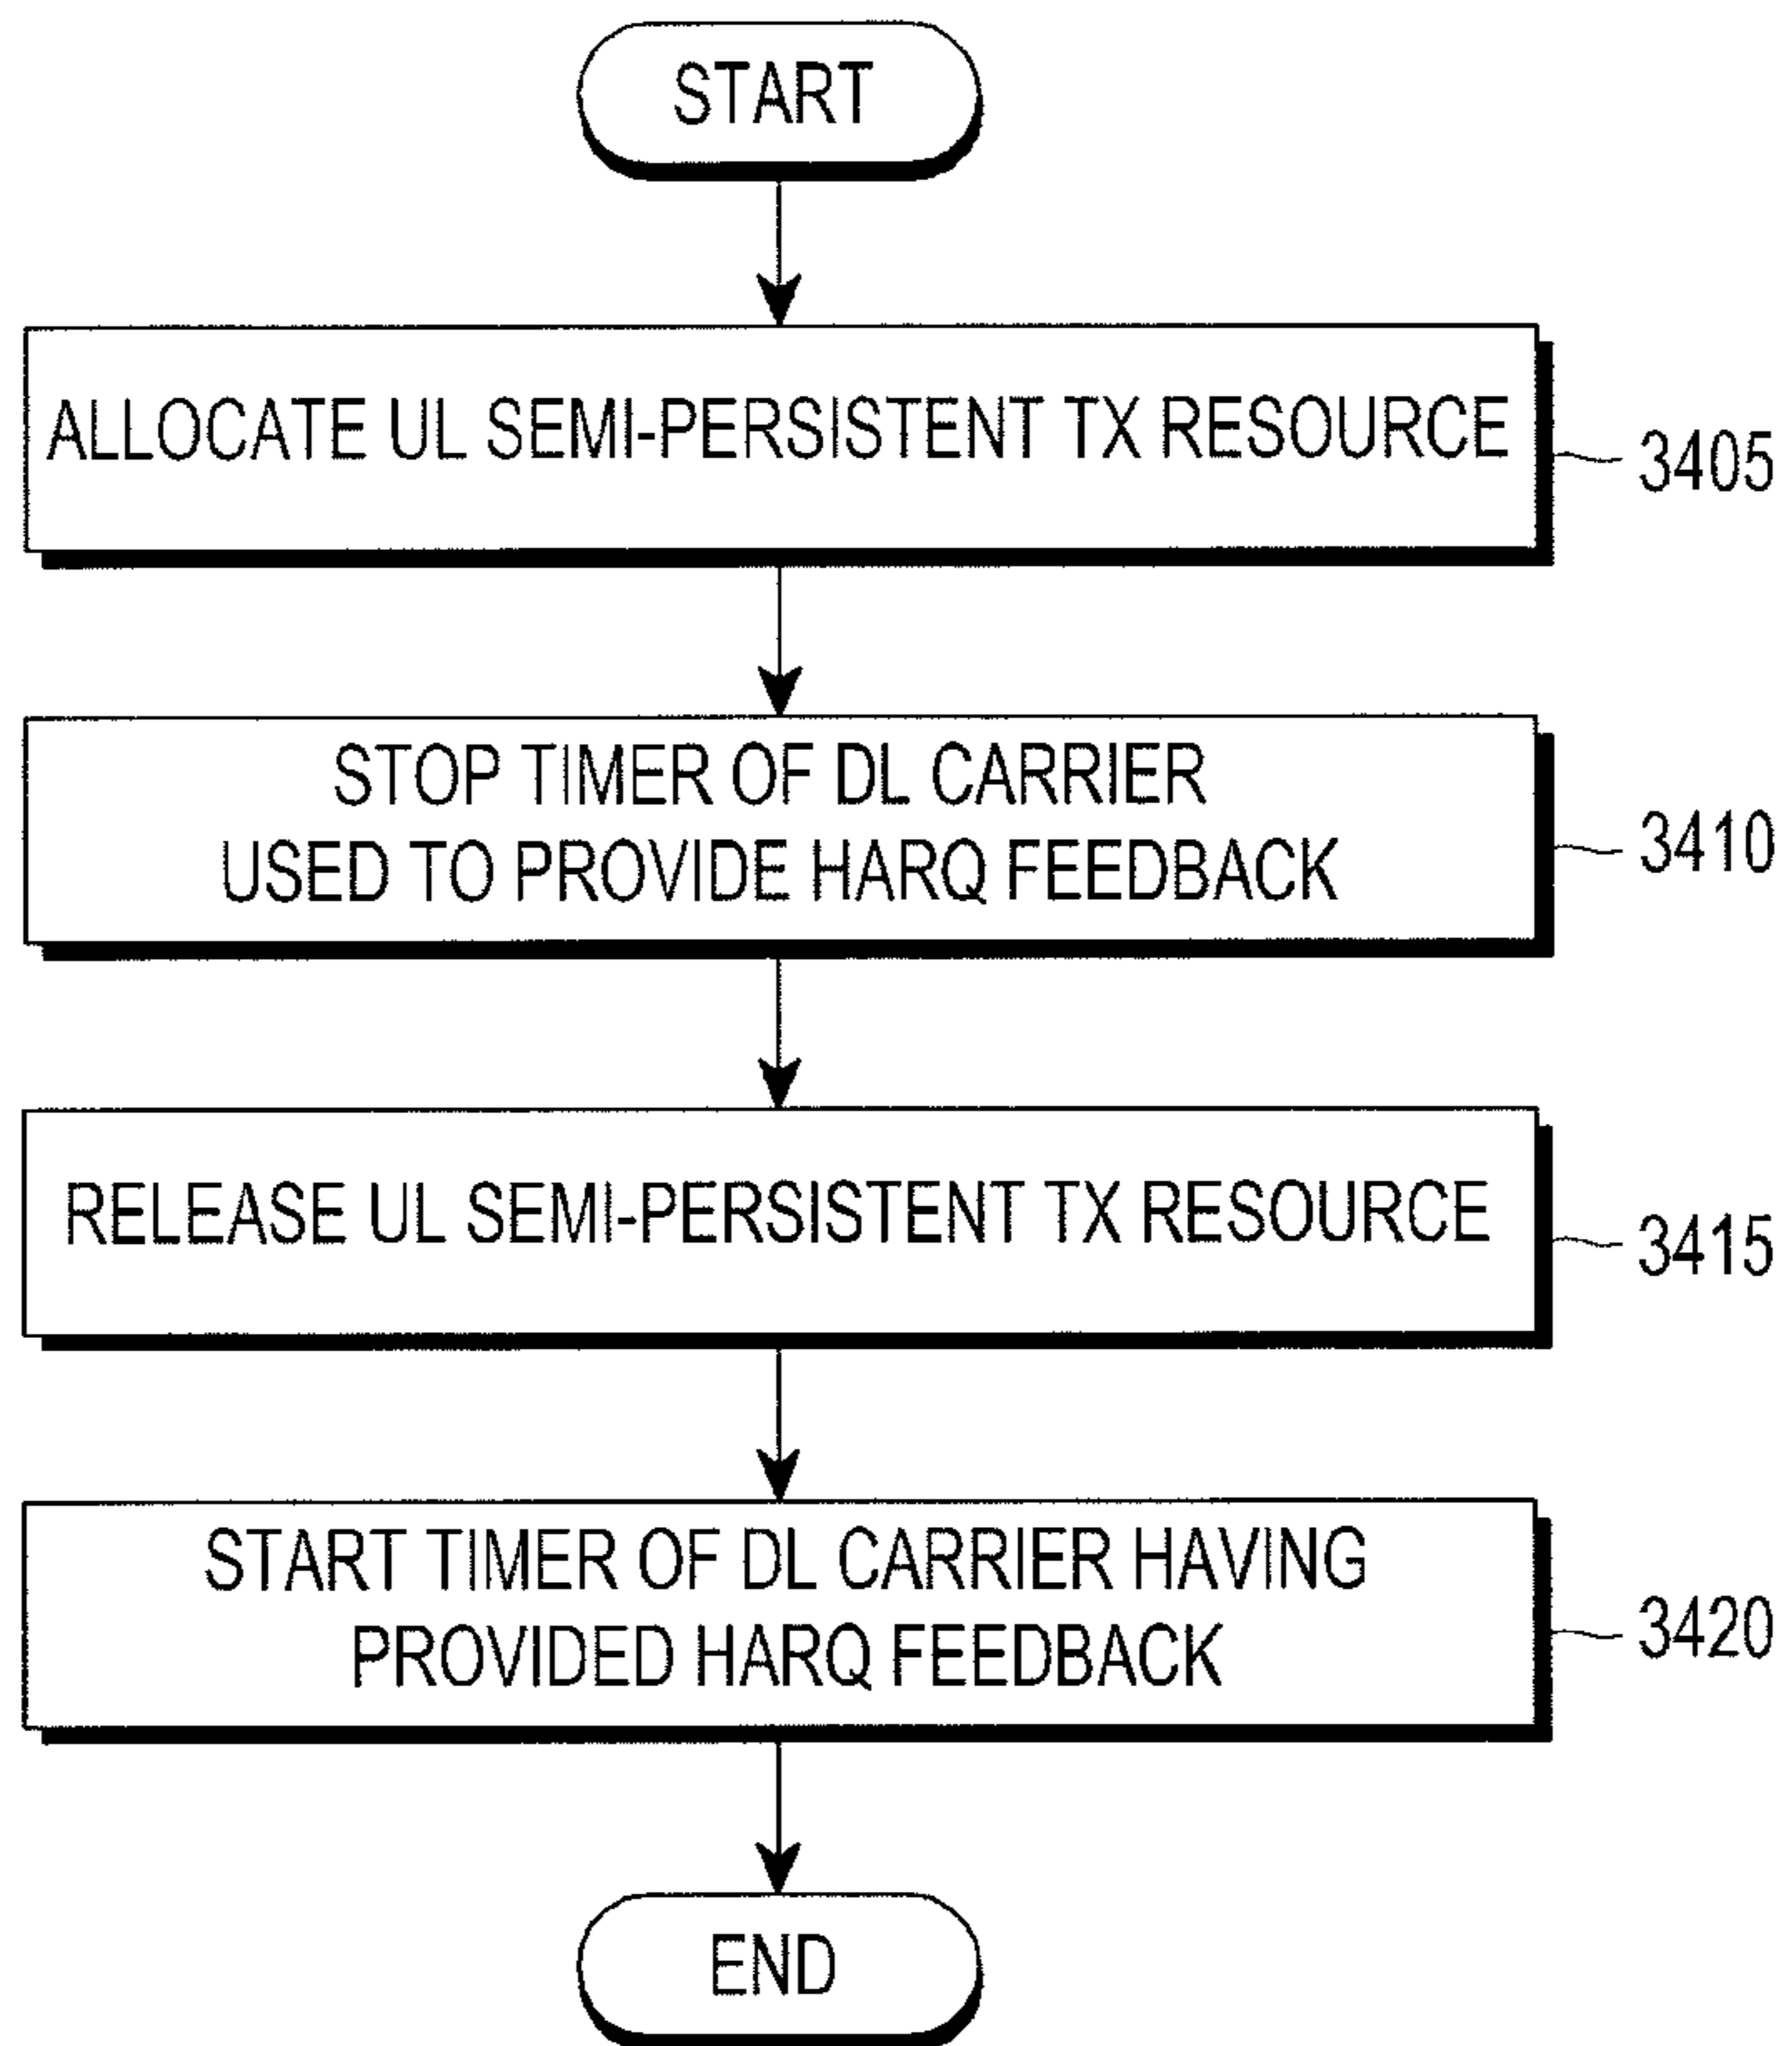 START
ALLOCATE UL SEMI-PERSISTENT TX RESOURCE
3405
STOP TIMER OF DL CARRIER
USED TO PROVIDE HARQ FEEDBACK
3410
RELEASE UL SEMI-PERSISTENT TX RESOURCE
3415
START TIMER OF DL CARRIER HAVING
PROVIDED HARQ FEEDBACK
3420
END